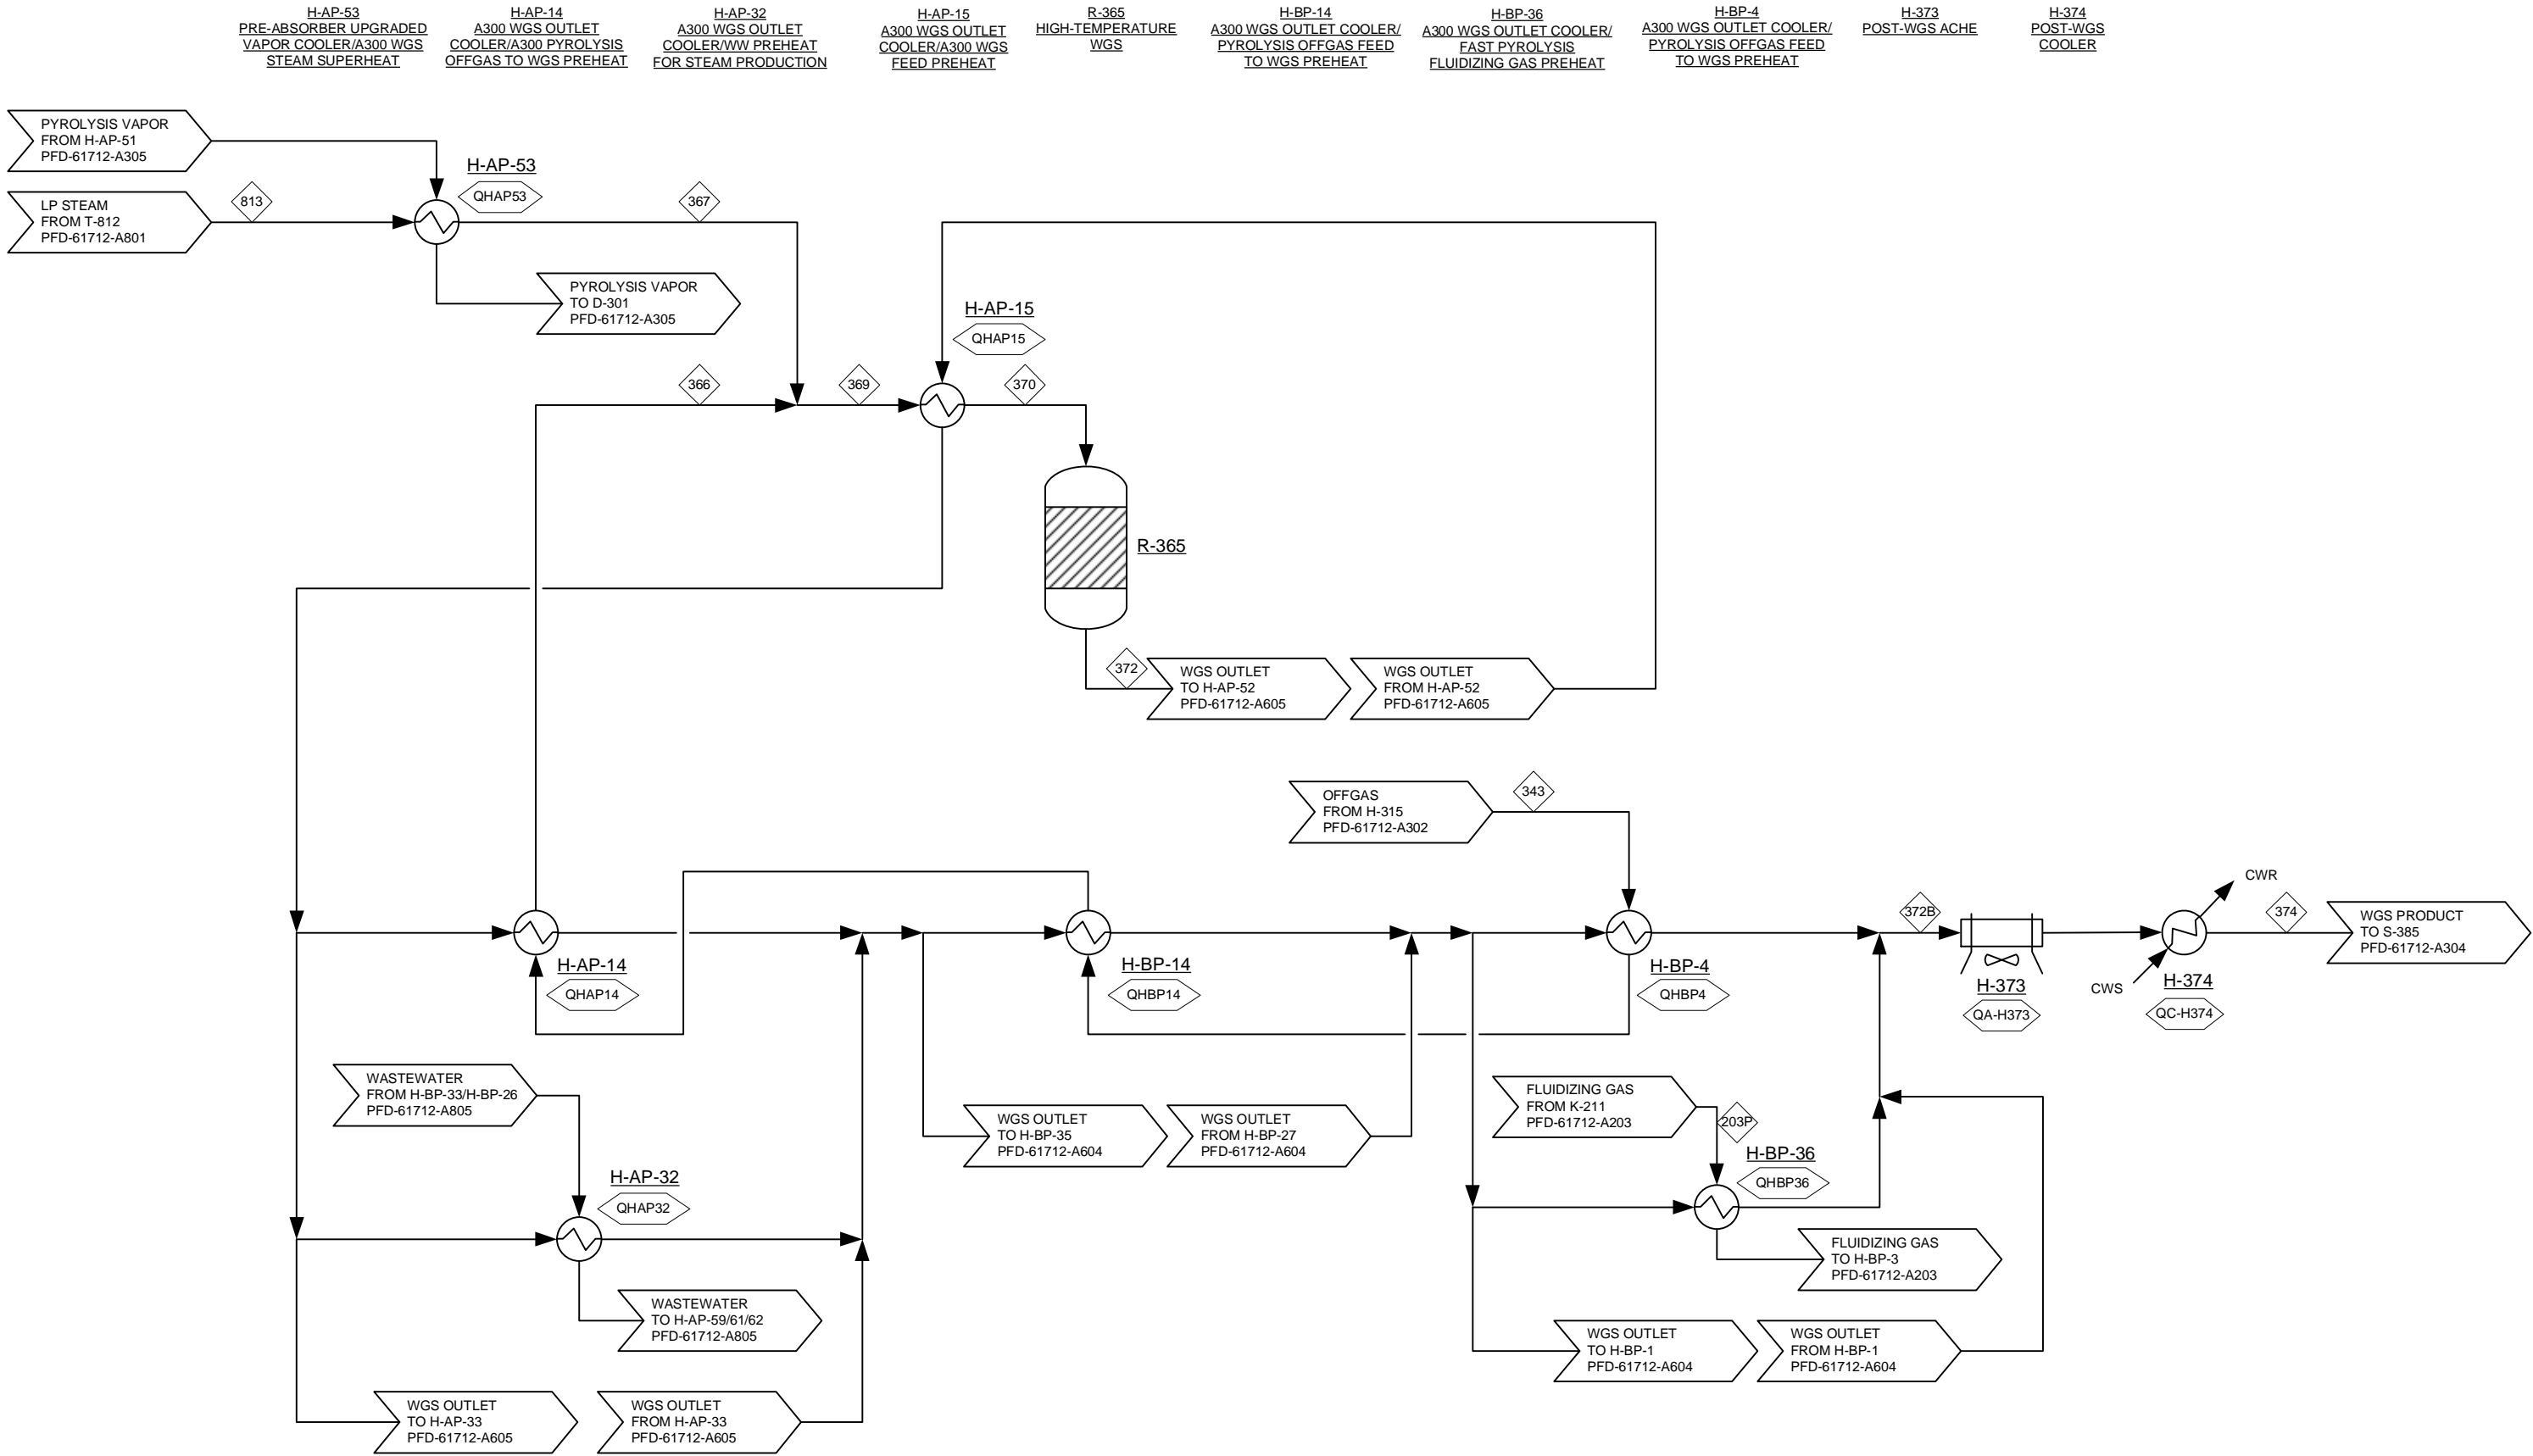 H-AP-53
PRE-ABSORBER UPGRADED
VAPOR COOLER/A300 WGS
STEAM SUPERHEAT
H-AP-14
A300 WGS OUTLET
COOLER/A300 PYROLYSIS
OFFGAS TO WGS PREHEAT
H-AP-32
A300 WGS OUTLET
COOLER/WW PREHEAT
FOR STEAM PRODUCTION
H-AP-15
A300 WGS OUTLET
COOLER/A300 WGS
FEED PREHEAT
R-365
HIGH-TEMPERATURE
WGS
H-BP-14
A300 WGS OUTLET COOLER/
PYROLYSIS OFFGAS FEED
TO WGS PREHEAT
H-BP-36
A300 WGS OUTLET COOLER/
FAST PYROLYSIS
FLUIDIZING GAS PREHEAT
H-BP-4
A300 WGS OUTLET COOLER/
PYROLYSIS OFFGAS FEED
TO WGS PREHEAT
H-373
POST-WGS ACHE
H-374
POST-WGS
COOLER
PYROLYSIS VAPOR
FROM H-AP-51
PFD-61712-A305
H-AP-53
QHAP53
LP STEAM
FROM T-812
PFD-61712-A801
813
367
PYROLYSIS VAPOR
TO D-301
PFD-61712-A305
H-AP-15
QHAP15
366
369
370
R-365
372
WGS OUTLET
TO H-AP-52
PFD-61712-A605
WGS OUTLET
FROM H-AP-52
PFD-61712-A605
OFFGAS
FROM H-315
PFD-61712-A302
343
H-AP-14
QHAP14
H-BP-14
QHBP14
H-BP-4
QHBP4
372B
H-373
QA-H373
CWR
CWS
H-374
QC-H374
374
WGS PRODUCT
TO S-385
PFD-61712-A304
WASTEWATER
FROM H-BP-33/H-BP-26
PFD-61712-A805
H-AP-32
QHAP32
WGS OUTLET
TO H-BP-35
PFD-61712-A604
WGS OUTLET
FROM H-BP-27
PFD-61712-A604
FLUIDIZING GAS
FROM K-211
PFD-61712-A203
203P
H-BP-36
QHBP36
FLUIDIZING GAS
TO H-BP-3
PFD-61712-A203
WASTEWATER
TO H-AP-59/61/62
PFD-61712-A805
WGS OUTLET
TO H-BP-1
PFD-61712-A604
WGS OUTLET
FROM H-BP-1
PFD-61712-A604
WGS OUTLET
TO H-AP-33
PFD-61712-A605
WGS OUTLET
FROM H-AP-33
PFD-61712-A605